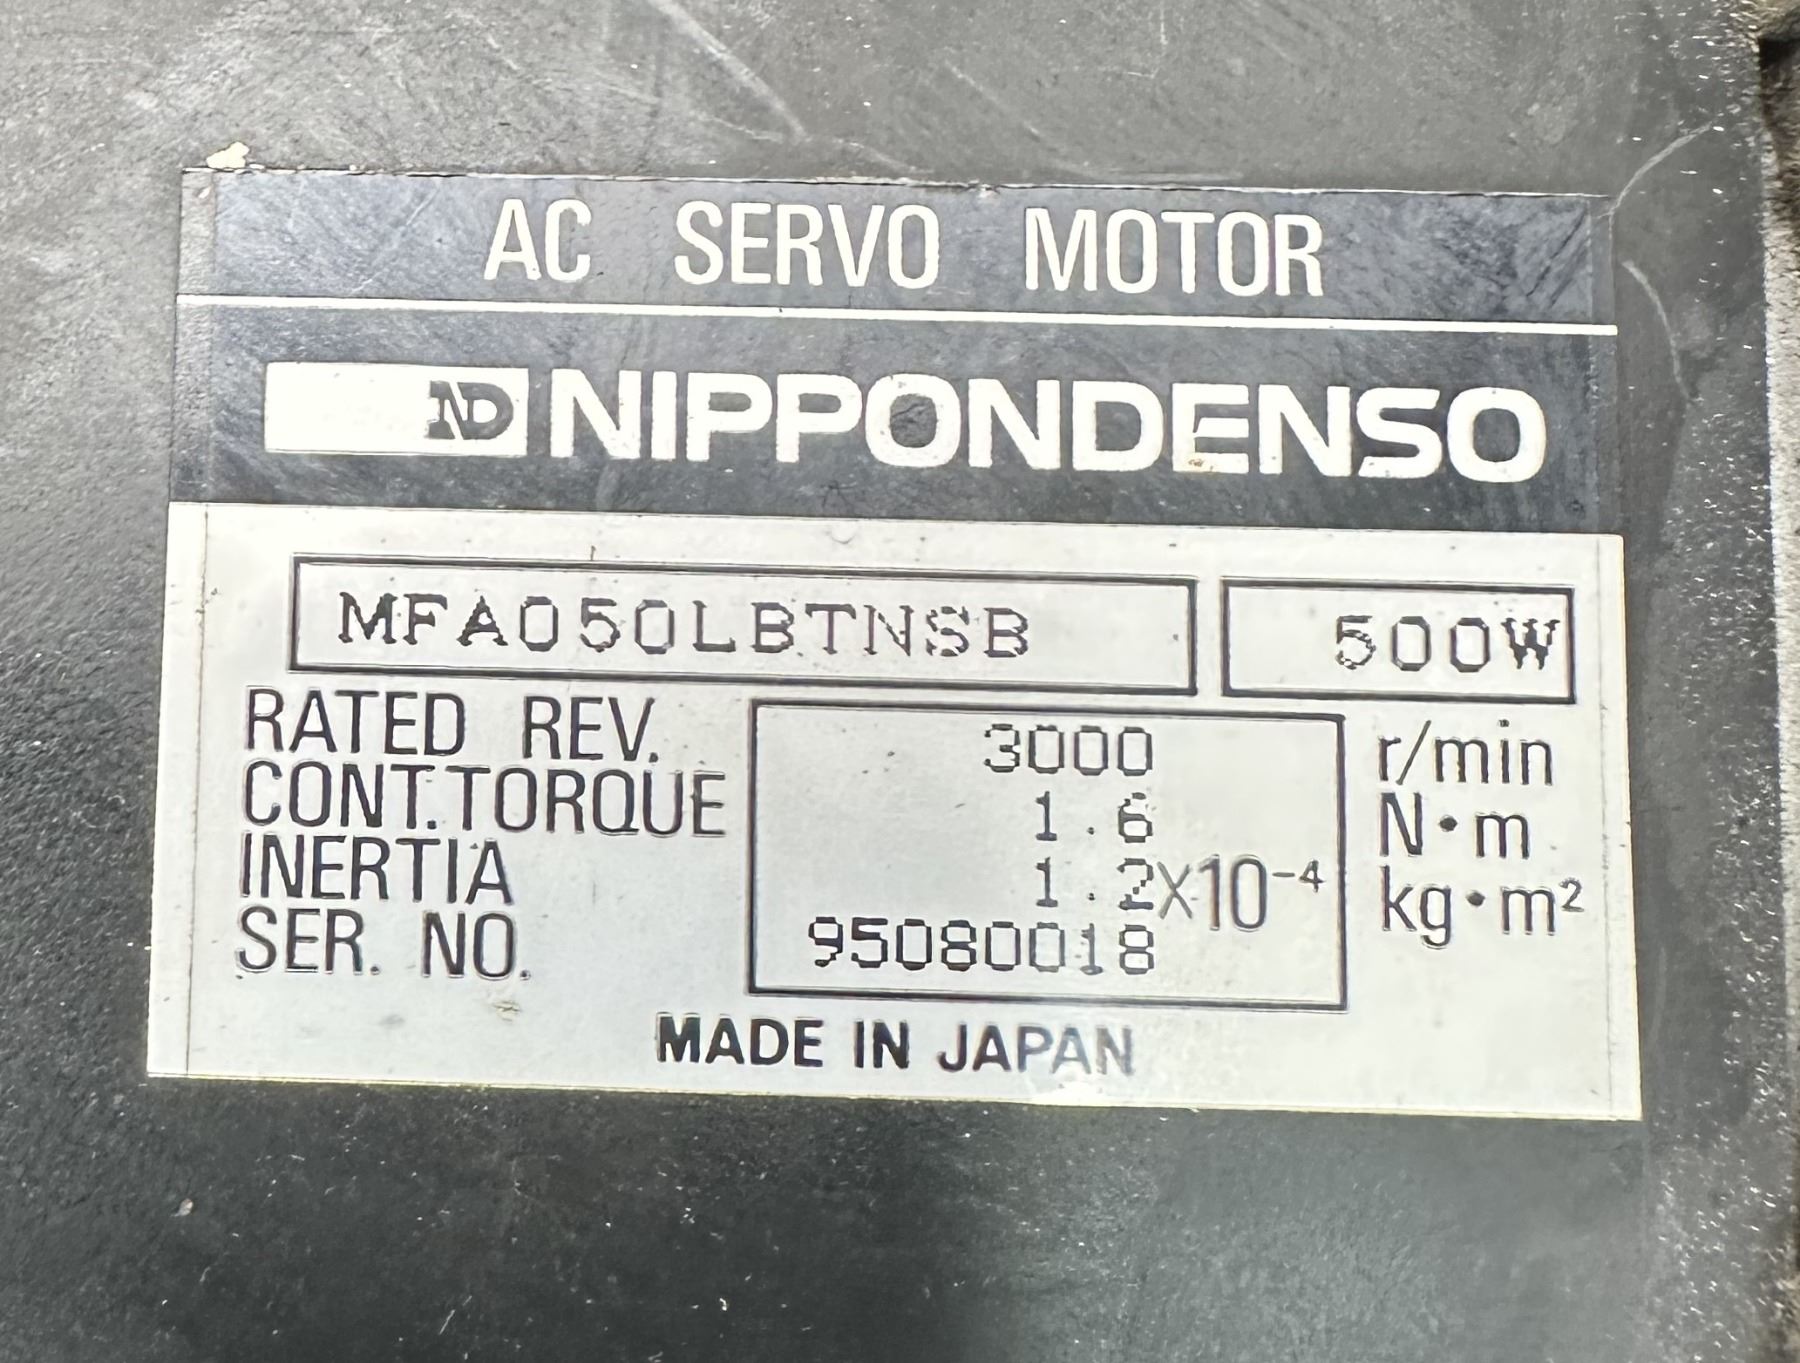 AC SERVO MOTOR
ND NIPPONDENSO
MFA050LBTNSB 500W
RATED REV. 3000 r/min
CONT.TORQUE 1.6 N·m
INERTIA 1.2×10⁻⁴ kg·m²
SER. NO. 95080018
MADE IN JAPAN